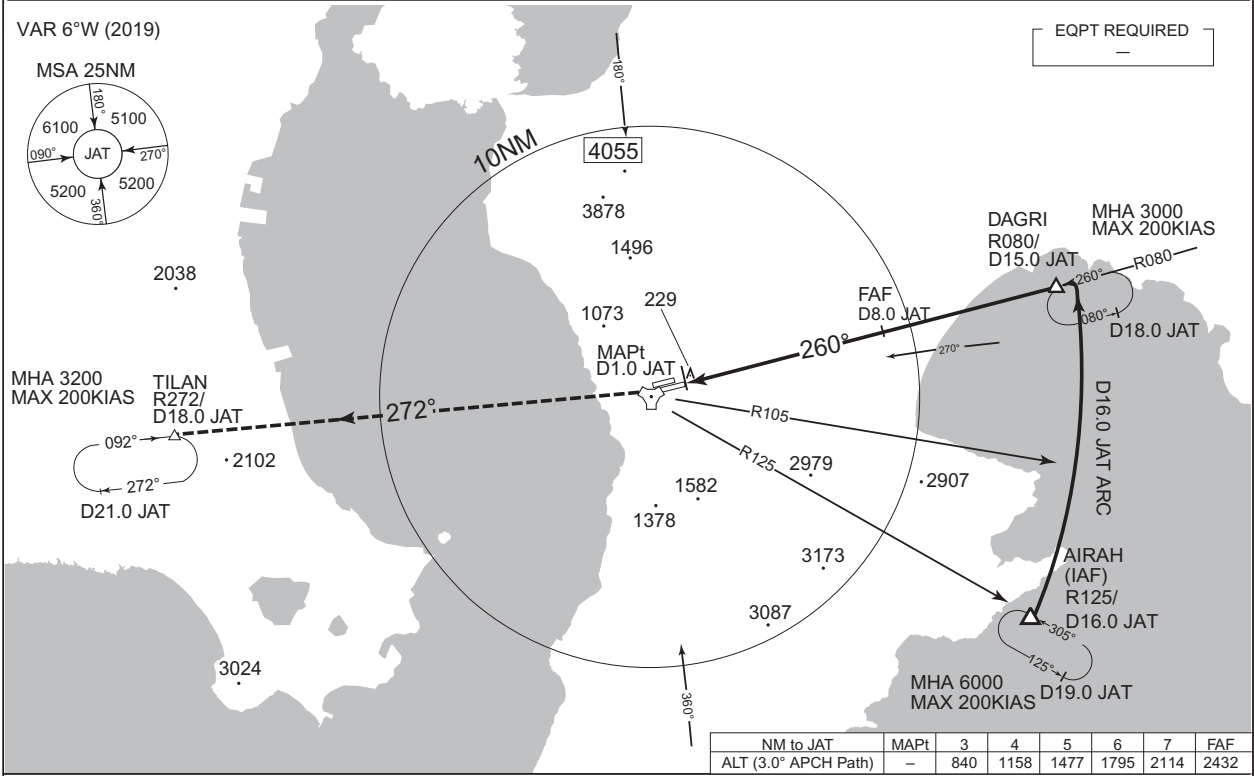 VAR 6°W (2019)
EQPT REQUIRED
–
MSA 25NM
180°
6100
5100
090°
JAT
270°
5200
5200
360°
180°
10NM
4055
3878
1496
2038
229
1073
DAGRI
R080/
D15.0 JAT
MHA 3000
MAX 200KIAS
R080
260°
080°
D18.0 JAT
FAF
D8.0 JAT
260°
270°
MAPt
D1.0 JAT
A
MHA 3200
MAX 200KIAS
TILAN
R272/
D18.0 JAT
272°
092°
272°
D21.0 JAT
2102
R105
R125
D16.0 JAT ARC
2979
2907
1582
1378
3173
3087
3024
AIRAH
(IAF)
R125/
D16.0 JAT
305°
125°
D19.0 JAT
MHA 6000
MAX 200KIAS
360°
NM to JAT MAPt 3 4 5 6 7 FAF
ALT (3.0° APCH Path) – 840 1158 1477 1795 2114 2432